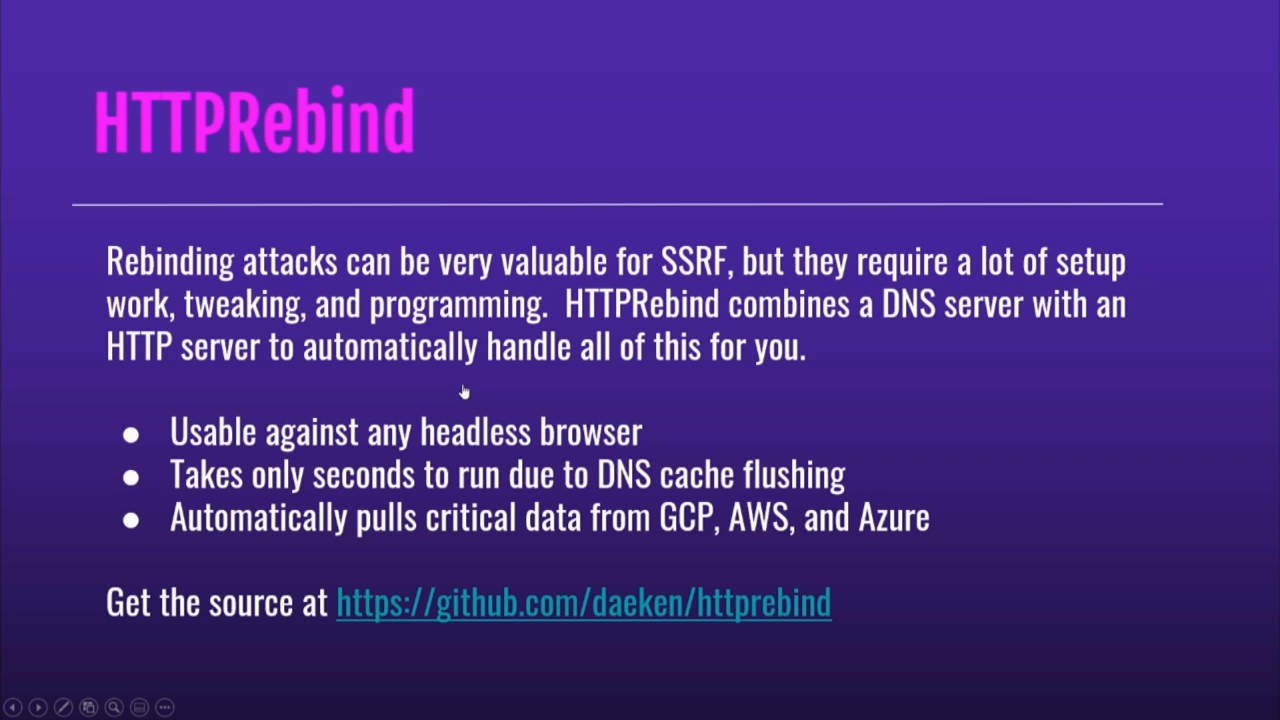 HTTPRebind
Rebinding attacks can be very valuable for SSRF, but they require a lot of setup
work, tweaking, and programming.  HTTPRebind combines a DNS server with an
HTTP server to automatically handle all of this for you.
● Usable against any headless browser
● Takes only seconds to run due to DNS cache flushing
● Automatically pulls critical data from GCP, AWS, and Azure
Get the source at https://github.com/daeken/httprebind